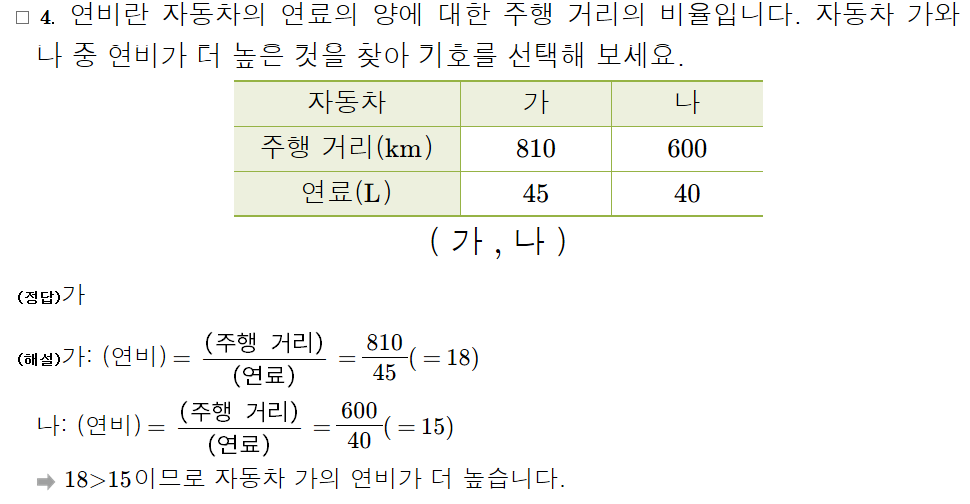 □ 4. 연비란 자동차의 연료의 양에 대한 주행 거리의 비율입니다. 자동차 가와
나 중 연비가 더 높은 것을 찾아 기호를 선택해 보세요.
자동차 가 나
주행 거리(km) 810 600
연료(L) 45 40
( 가 , 나 )
(정답)가
(해설)가: (연비) = (주행 거리)/(연료) = 810/45 ( = 18)
나: (연비) = (주행 거리)/(연료) = 600/40 ( = 15)
➡ 18>15이므로 자동차 가의 연비가 더 높습니다.